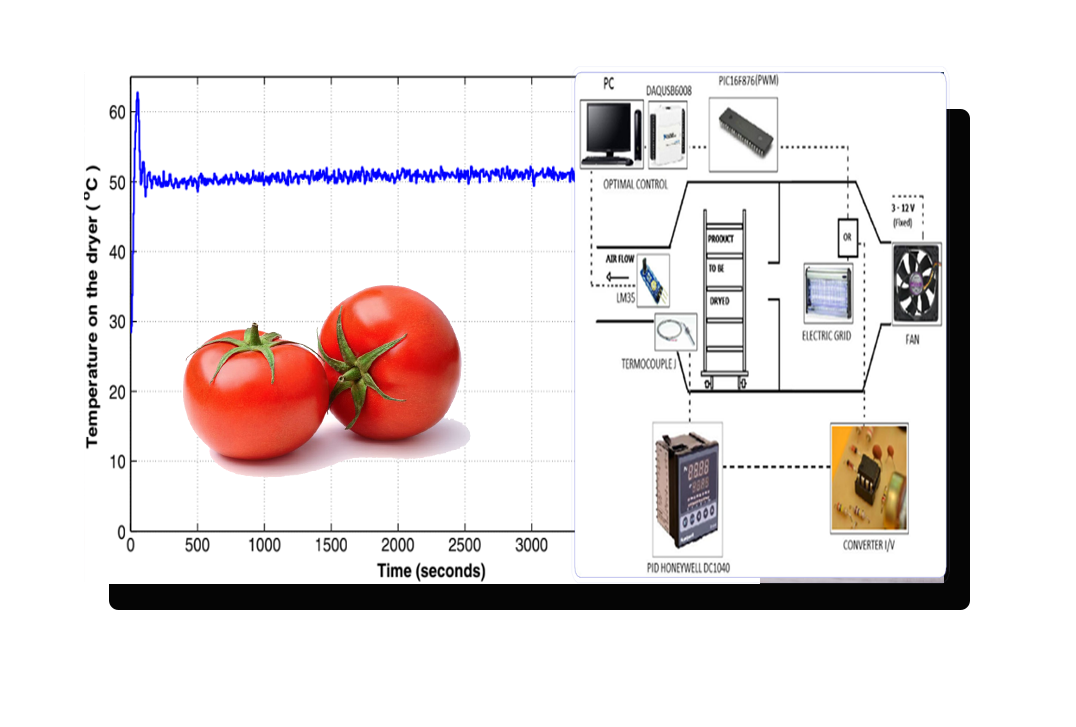 60
50
40
30
20
10
0
0 500 1000 1500 2000 2500 3000
Temperature on the dryer ( °C )
Time (seconds)
PC
DAQUSB6008
PIC16F876(PWM)
OPTIMAL CONTROL
3 - 12 V
(Fixed)
OR
PRODUCT
TO BE
DRYED
AIR FLOW
LM35
TERMOCOUPLE J
ELECTRIC GRID
FAN
PID HONEYWELL DC1040
CONVERTER I/V